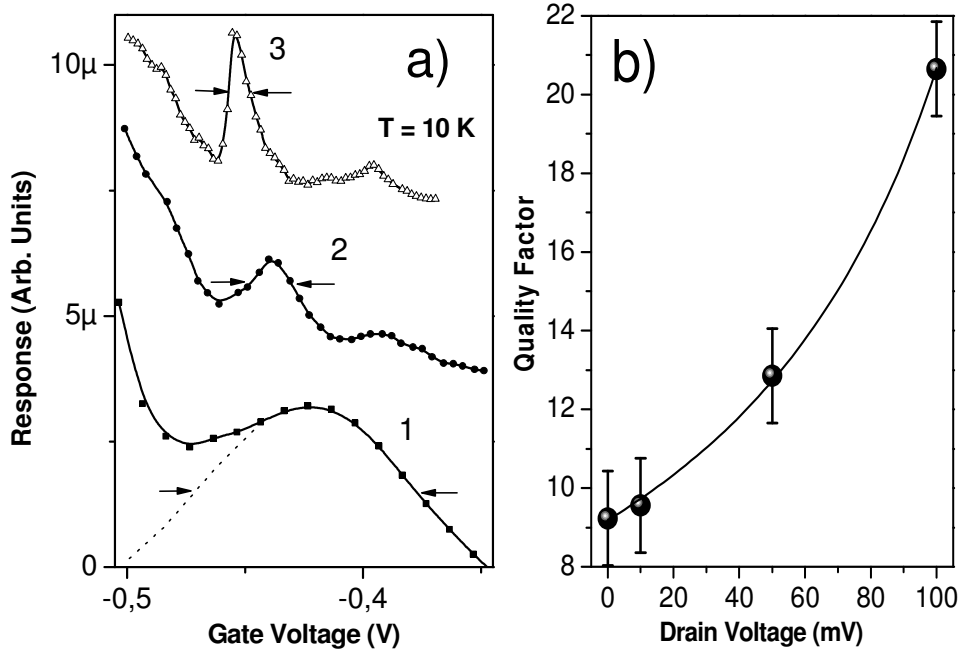 a)
3
10µ
T = 10 K
2
5µ
1
0
-0,5
-0,4
Gate Voltage (V)
Response (Arb. Units)
b)
22
20
18
16
14
12
10
8
0
20
40
60
80
100
Drain Voltage (mV)
Quality Factor